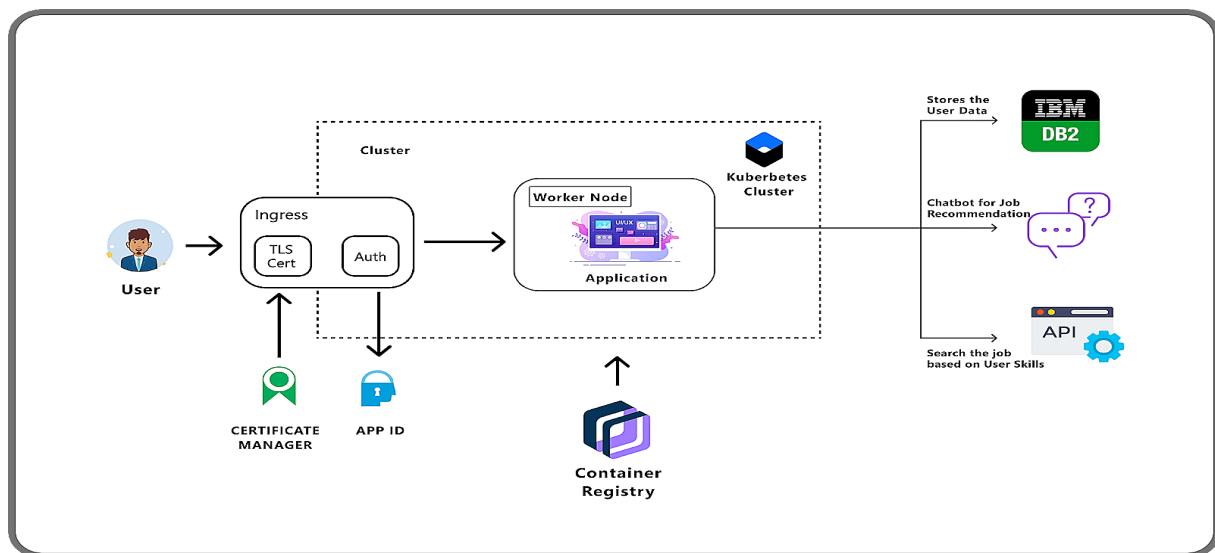 Stores the
User Data
IBM
DB2
Cluster
Kuberbetes
Cluster
Worker Node
UI/UX
Application
Ingress
TLS
Cert
Auth
User
Chatbot for Job
Recommendation
?
API
Search the job
based on User Skills
CERTIFICATE
MANAGER
APP ID
Container
Registry